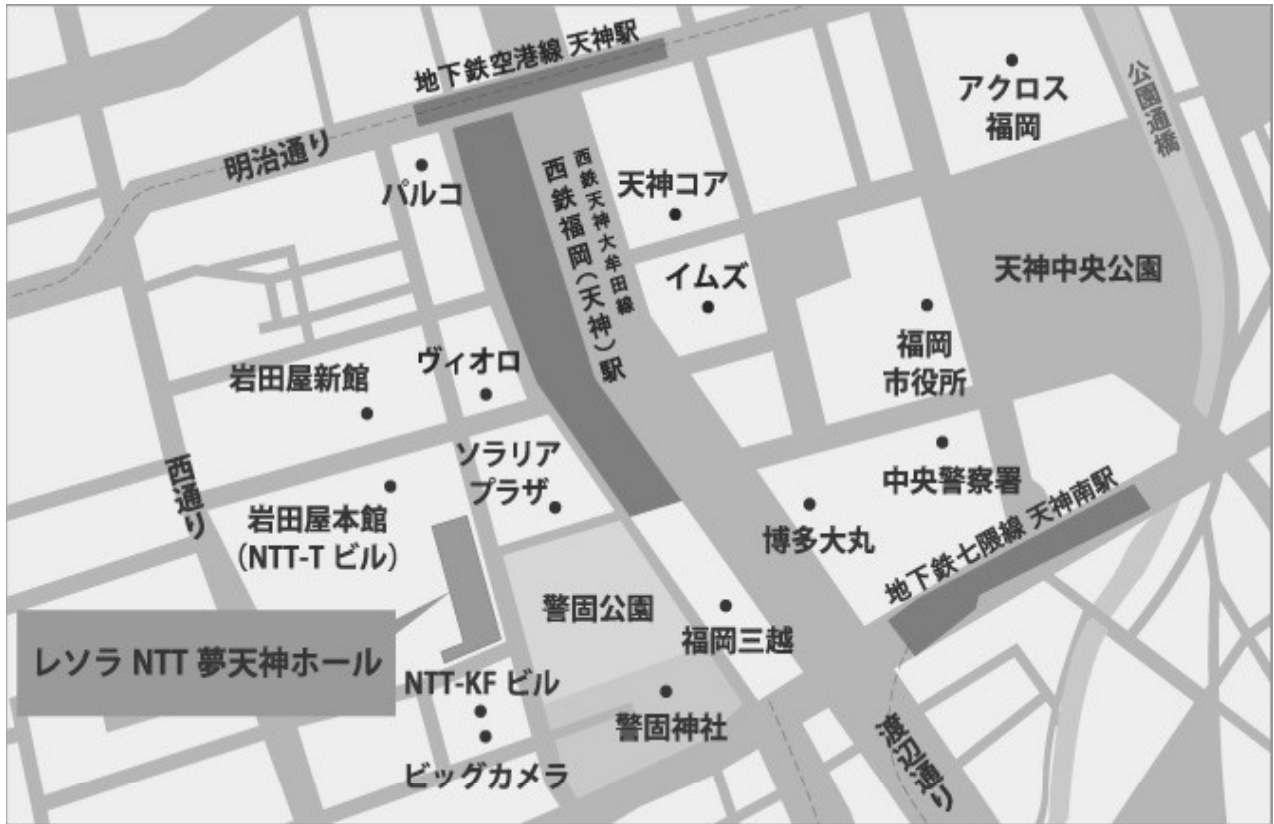 地下鉄空港線 天神駅
アクロス
福岡
公園通橋
明治通り
パルコ
西鉄天神大牟田線
西鉄福岡(天神)駅
天神コア
イムズ
天神中央公園
福岡
市役所
ヴィオロ
岩田屋新館
ソラリア
プラザ
西通り
中央警察署
岩田屋本館
(NTT-T ビル)
博多大丸
地下鉄七隈線 天神南駅
警固公園
福岡三越
レソラ NTT 夢天神ホール
NTT-KF ビル
警固神社
ビッグカメラ
渡辺通り